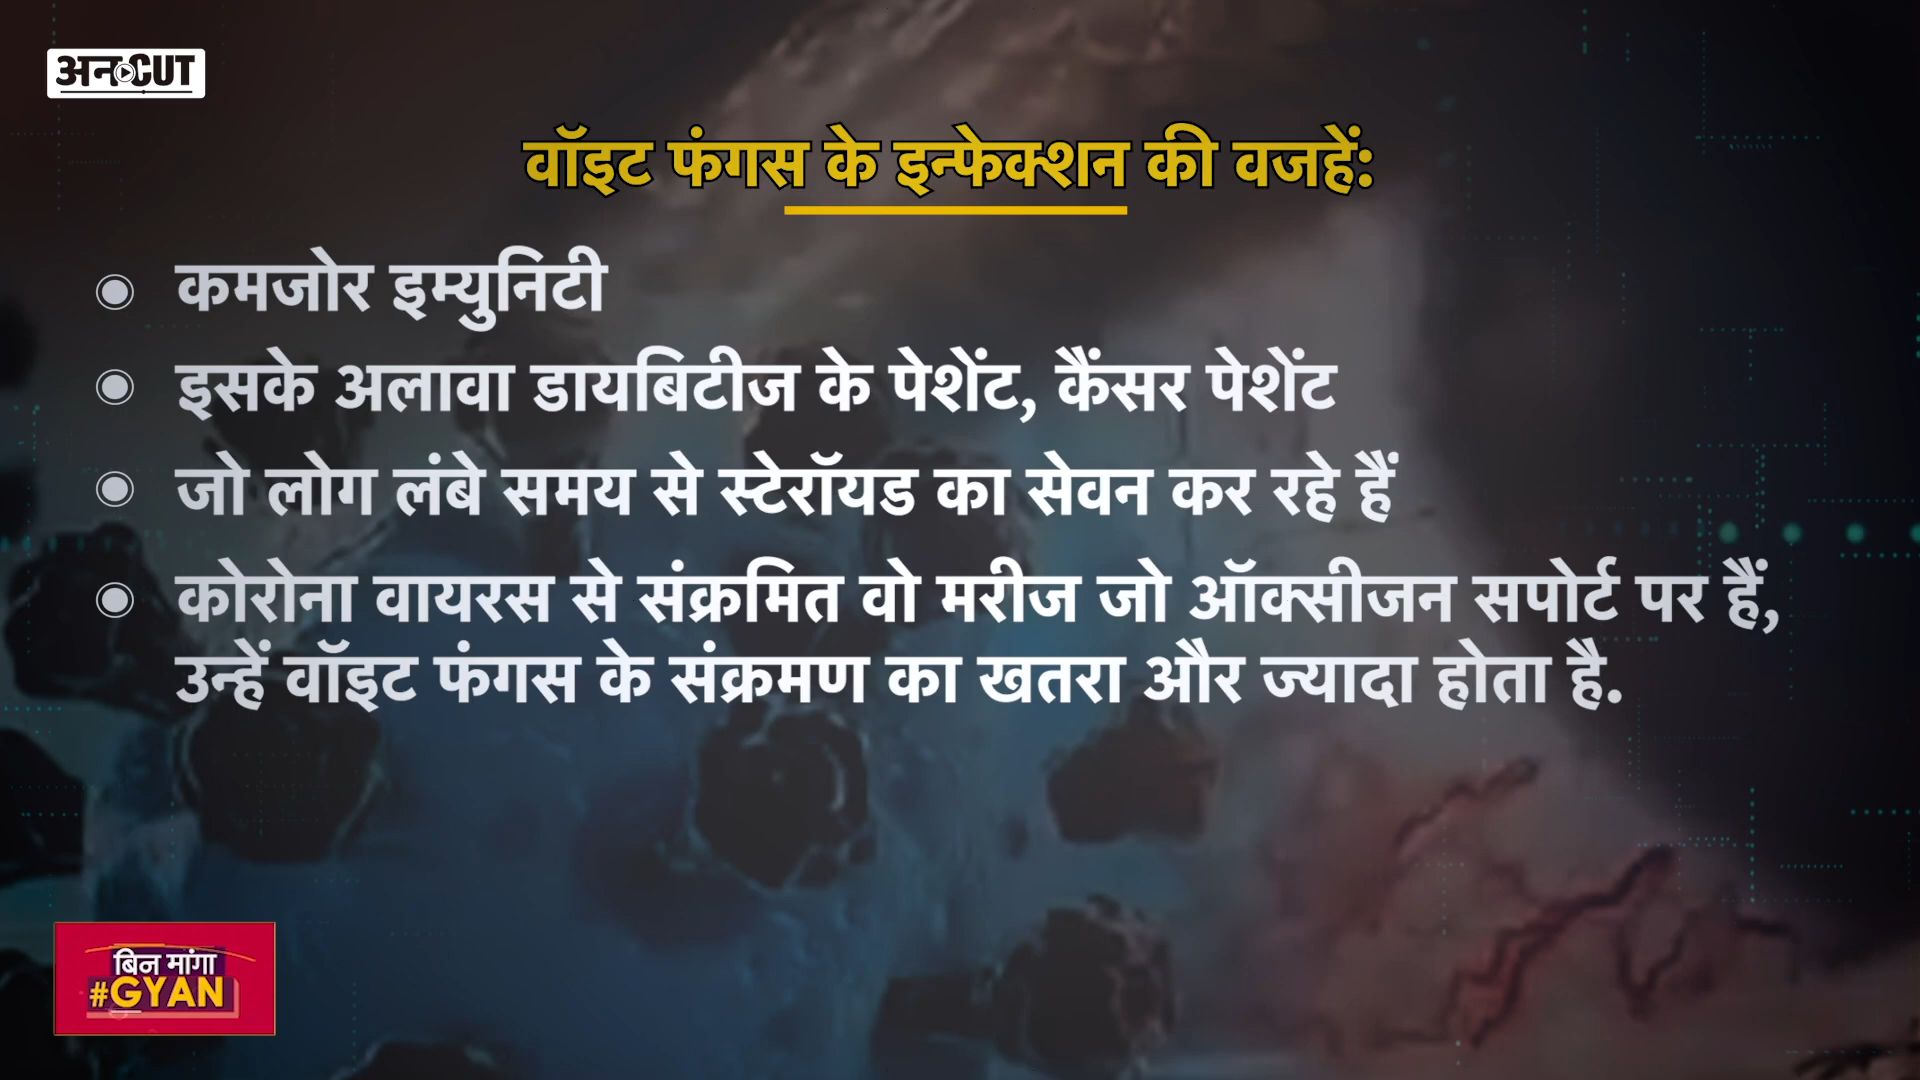 अनCUT
वॉइट फंगस के इन्फेक्शन की वजहें:
कमजोर इम्युनिटी
इसके अलावा डायबिटीज के पेशेंट, कैंसर पेशेंट
जो लोग लंबे समय से स्टेरॉयड का सेवन कर रहे हैं
कोरोना वायरस से संक्रमित वो मरीज जो ऑक्सीजन सपोर्ट पर हैं,
उन्हें वॉइट फंगस के संक्रमण का खतरा और ज्यादा होता है.
बिन मांगा
#GYAN